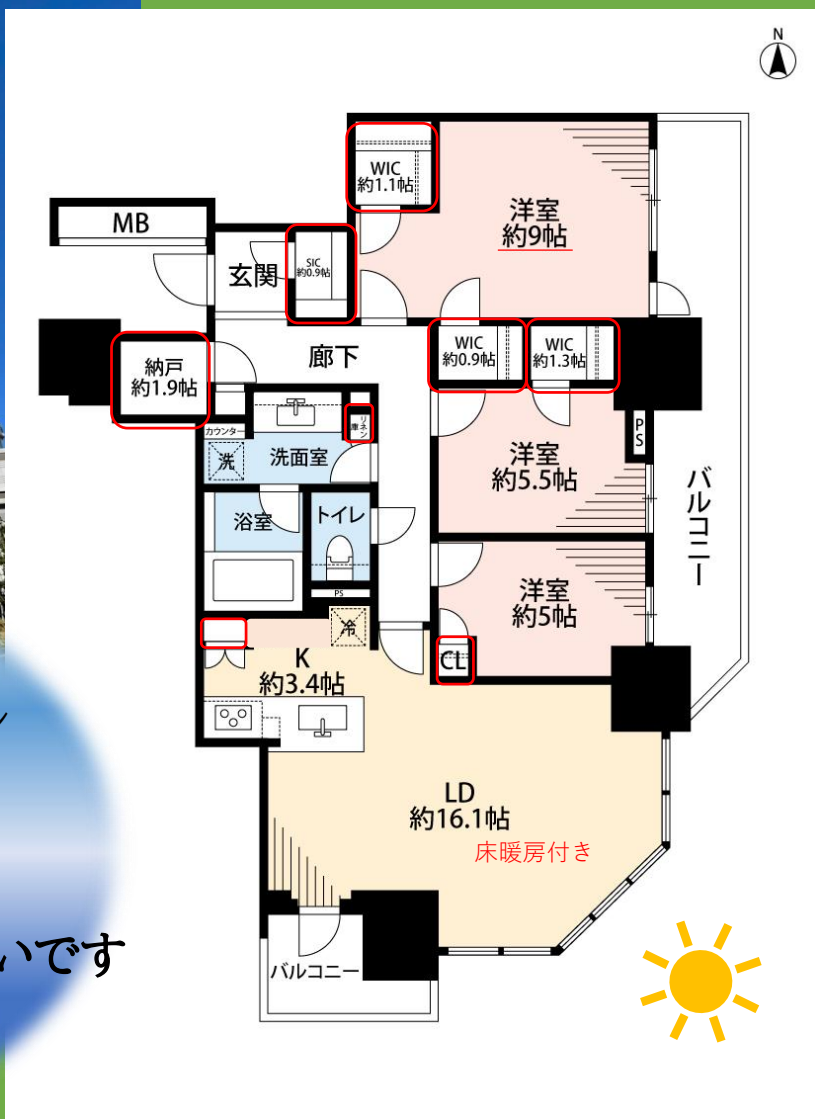 N
WIC
約1.1帖
洋室
約9帖
MB
玄関
SIC
約0.9帖
納戸
約1.9帖
廊下
WIC
約0.9帖
WIC
約1.3帖
カウンター
洗
洗面室
リネン
庫
洋室
約5.5帖
PS
バルコニー
浴室
トイレ
PS
洋室
約5帖
冷
CL
K
約3.4帖
LD
約16.1帖
床暖房付き
いです
バルコニー